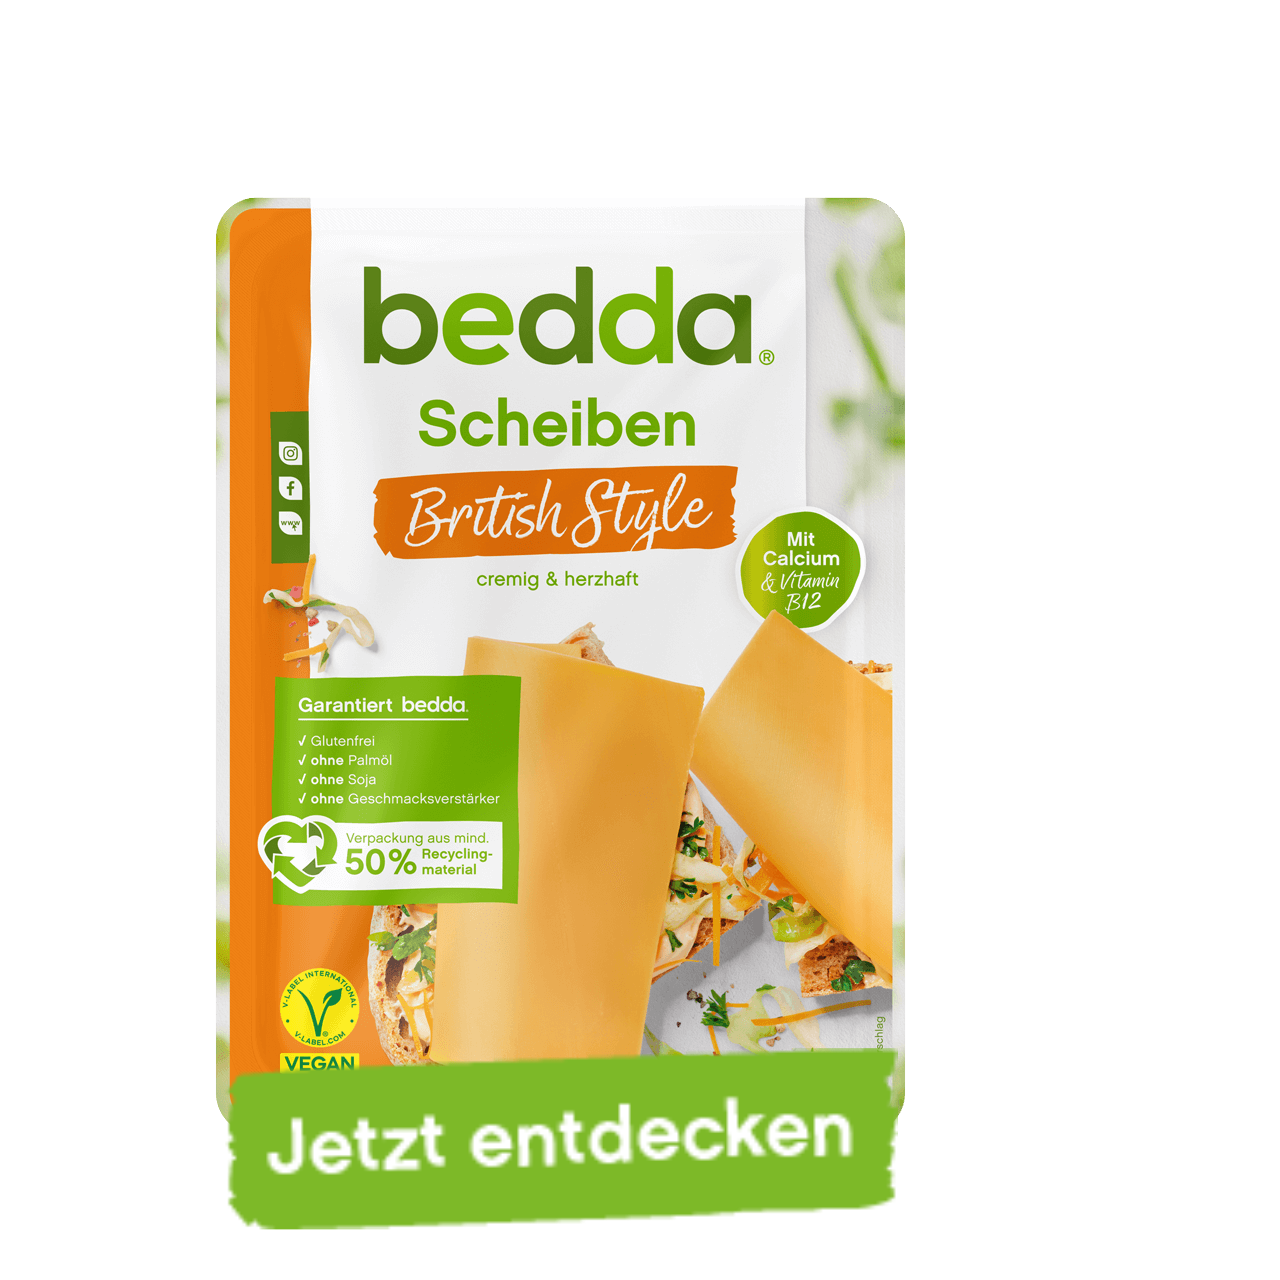 bedda®
Scheiben
British Style
cremig & herzhaft
Mit
Calcium
& Vitamin
B12
www
Garantiert bedda.
✓ Glutenfrei
✓ ohne Palmöl
✓ ohne Soja
✓ ohne Geschmacksverstärker
Verpackung aus mind.
50% Recycling-
material
V-LABEL INTERNATIONAL
®
V-LABEL.COM
VEGAN
Jetzt entdecken